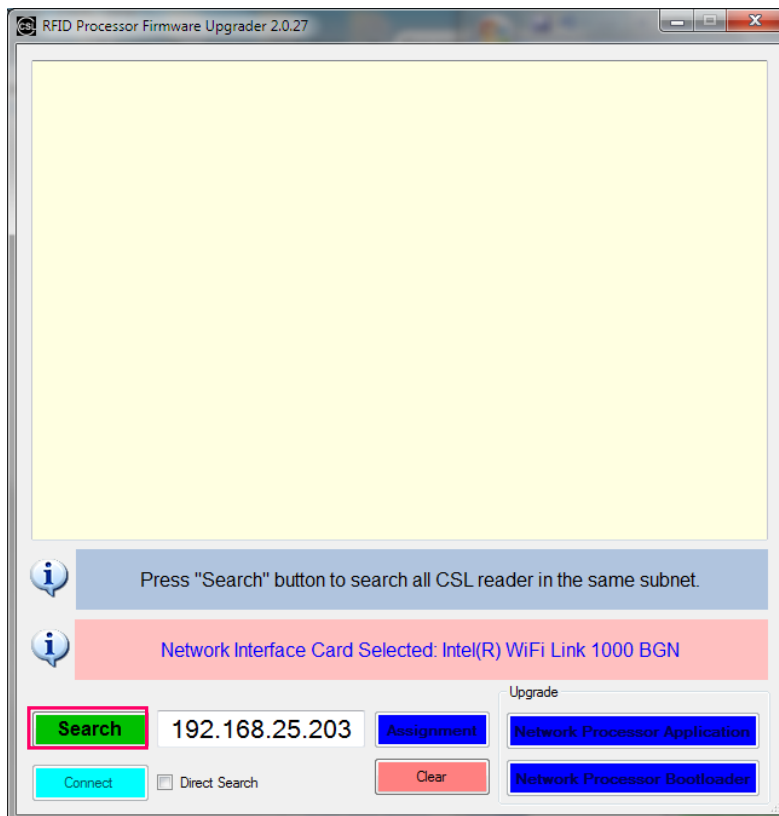 CSL RFID Processor Firmware Upgrader 2.0.27
Press "Search" button to search all CSL reader in the same subnet.
Network Interface Card Selected: Intel(R) WiFi Link 1000 BGN
Upgrade
Search 192.168.25.203 Assignment Network Processor Application
Connect Direct Search Clear Network Processor Bootloader